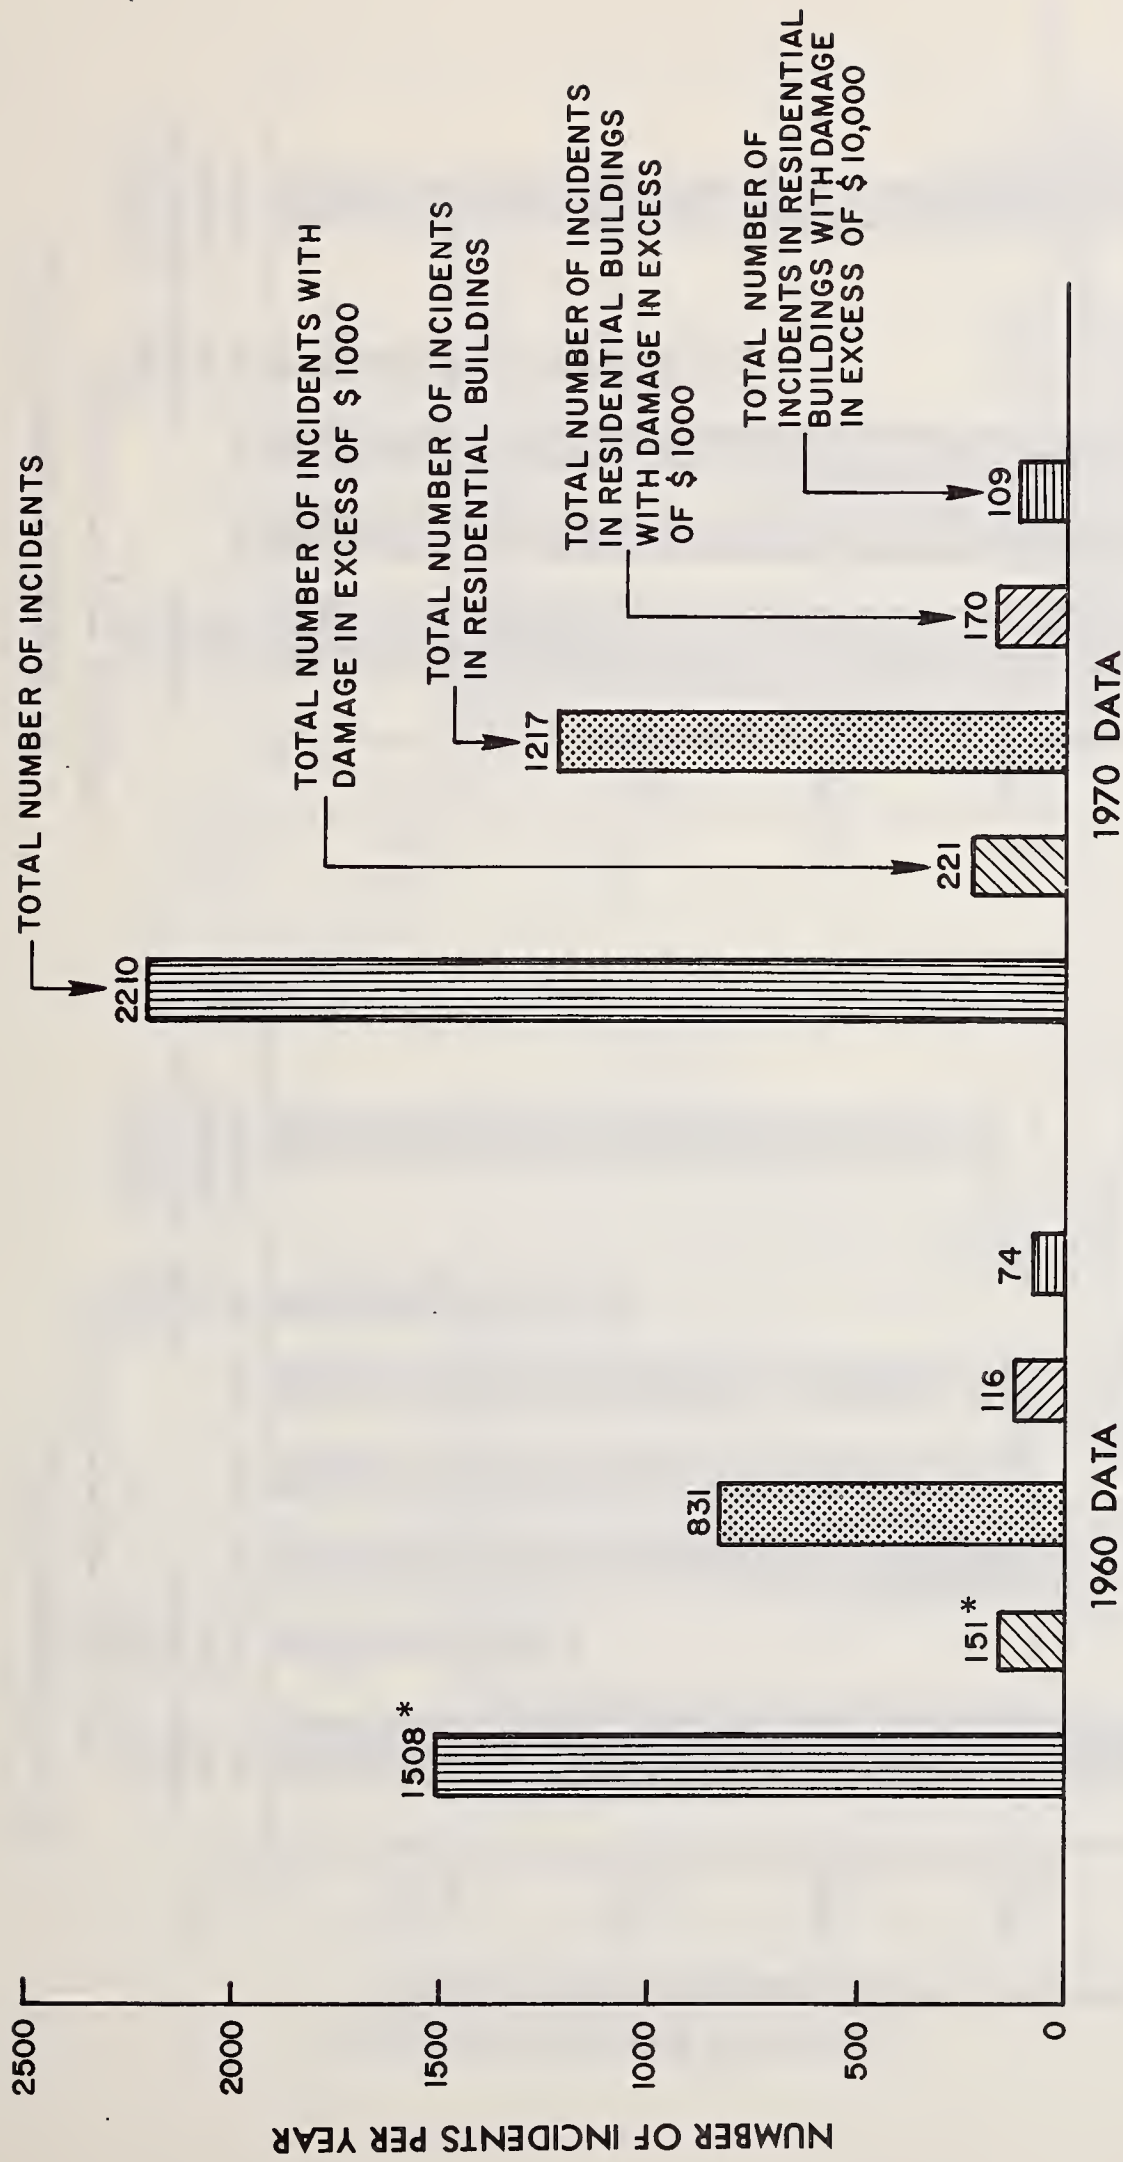 NUMBER OF INCIDENTS PER YEAR
2500
2000
1500
1000
500
0
1508*
151*
831
116
74
1960 DATA
TOTAL NUMBER OF INCIDENTS
2210
TOTAL NUMBER OF INCIDENTS WITH
DAMAGE IN EXCESS OF $ 1000
221
TOTAL NUMBER OF INCIDENTS
IN RESIDENTIAL BUILDINGS
1217
TOTAL NUMBER OF INCIDENTS
IN RESIDENTIAL BUILDINGS
WITH DAMAGE IN EXCESS
OF $ 1000
170
TOTAL NUMBER OF
INCIDENTS IN RESIDENTIAL
BUILDINGS WITH DAMAGE
IN EXCESS OF $ 10,000
109
1970 DATA